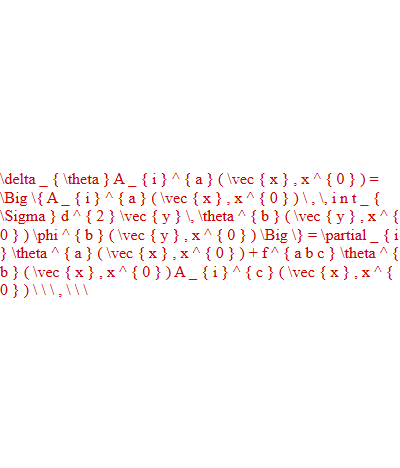 \delta _ { \theta } A _ { i } ^ { a } ( \vec { x } , x ^ { 0 } ) =
\Big \{ A _ { i } ^ { a } ( \vec { x } , x ^ { 0 } ) \ , \, i n t _ {
\Sigma } d ^ { 2 } \vec { y } \, \theta ^ { b } ( \vec { y } , x ^ {
0 } ) \phi ^ { b } ( \vec { y } , x ^ { 0 } ) \Big \} = \partial _ { i
} \theta ^ { a } ( \vec { x } , x ^ { 0 } ) + f ^ { a b c } \theta ^ {
b } ( \vec { x } , x ^ { 0 } ) A _ { i } ^ { c } ( \vec { x } , x ^ {
0 } ) \ \ \ , \ \ \